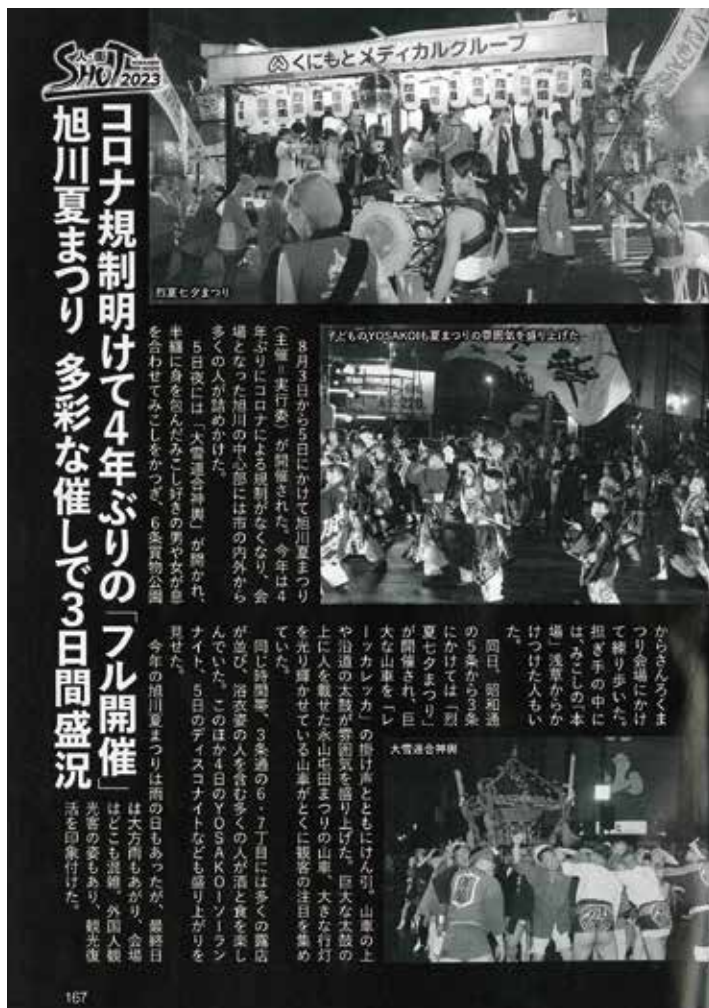 人・街
SHOT
2023
コロナ規制明けて4年ぶりの「フル開催」
旭川夏まつり 多彩な催しで3日間盛況
くにもとメディカルグループ
烈夏七夕まつり
子どものYOSAKOIも夏まつりの雰囲気を盛り上げた
　8月3日から5日にかけて旭川夏まつり
（主催＝実行委）が開催された。今年は4
年ぶりにコロナによる規制がなくなり、会
場となった旭川の中心部には市の内外から
多くの人が詰めかけた。
　5日夜には「大雪連合神輿」が開かれ、
半纏に身を包んだみこし好きの男や女が息
を合わせてみこしをかつぎ、6条買物公園
からさんろくま
つり会場にかけ
て練り歩いた。
担ぎ手の中に
は、みこしの「本
場」浅草からか
けつけた人もい
た。
　同日、昭和通
の5条から3条
にかけては「烈
夏七夕まつり」
が開催され、巨
大な山車を「レ
ーッカレッカ」の掛け声とともにけん引。山車の上
や沿道の太鼓が雰囲気を盛り上げた。巨大な太鼓の
上に人を載せた永山屯田まつりの山車、大きな行灯
を光り輝かせている山車がとくに観客の注目を集め
ていた。
　同じ時間帯、3条通の6・7丁目には多くの露店
が並び、浴衣姿の人を含む多くの人が酒と食を楽し
んでいた。このほか4日のYOSAKOIソーラン
ナイト、5日のディスコナイトなども盛り上がりを
見せた。
　今年の旭川夏まつりは雨の日もあったが、最終日
は大方雨もあがり、会場
はどこも混雑。外国人観
光客の姿もあり、観光復
活を印象付けた。
大雪連合神輿
167